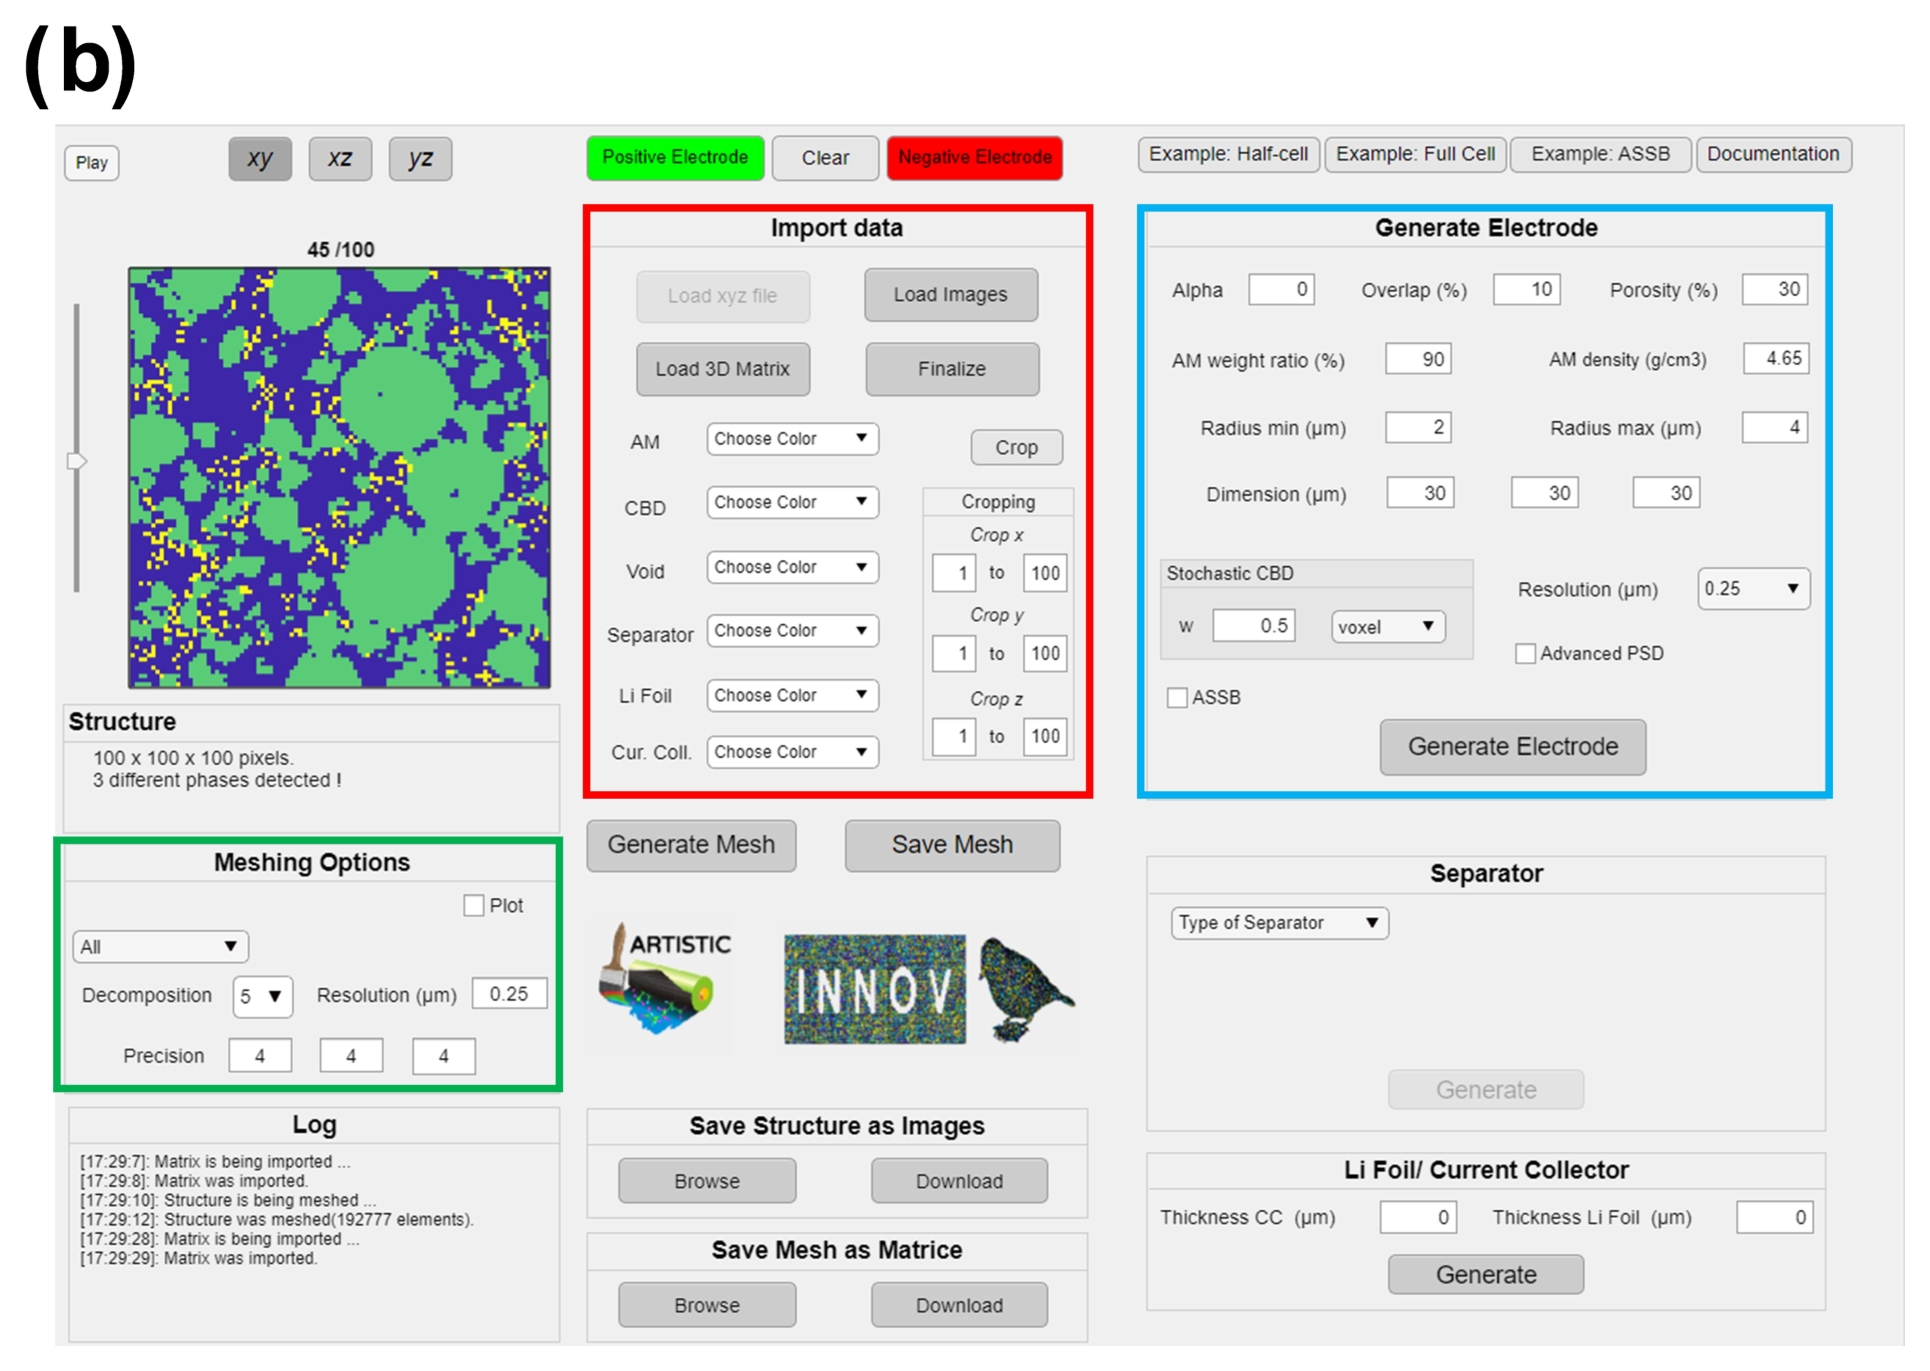 (b)
Play
xy xz yz
Positive Electrode Clear Negative Electrode
Example: Half-cell Example: Full Cell Example: ASSB Documentation
45 /100
Structure
100 x 100 x 100 pixels.
3 different phases detected !
Meshing Options
Plot
All
Decomposition 5 Resolution (µm) 0.25
Precision 4 4 4
Log
[17:29:7]: Matrix is being imported ...
[17:29:8]: Matrix was imported.
[17:29:10]: Structure is being meshed ...
[17:29:12]: Structure was meshed(192777 elements).
[17:29:28]: Matrix is being imported ...
[17:29:29]: Matrix was imported.
Import data
Load xyz file Load Images
Load 3D Matrix Finalize
AM Choose Color
CBD Choose Color
Void Choose Color
Separator Choose Color
Li Foil Choose Color
Cur. Coll. Choose Color
Crop
Cropping
Crop x
1 to 100
Crop y
1 to 100
Crop z
1 to 100
Generate Mesh Save Mesh
ARTISTIC
INNOV
Save Structure as Images
Browse Download
Save Mesh as Matrice
Browse Download
Generate Electrode
Alpha 0 Overlap (%) 10 Porosity (%) 30
AM weight ratio (%) 90 AM density (g/cm3) 4.65
Radius min (µm) 2 Radius max (µm) 4
Dimension (µm) 30 30 30
Stochastic CBD
w 0.5 voxel
Resolution (µm) 0.25
Advanced PSD
ASSB
Generate Electrode
Separator
Type of Separator
Generate
Li Foil/ Current Collector
Thickness CC (µm) 0 Thickness Li Foil (µm) 0
Generate